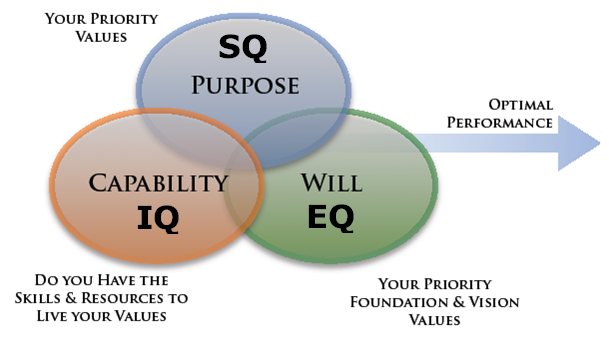 Your Priority
Values
SQ
Purpose
Optimal
Performance
Capability
IQ
Will
EQ
Do you Have the
Skills & Resources to
Live your Values
Your Priority
Foundation & Vision
Values